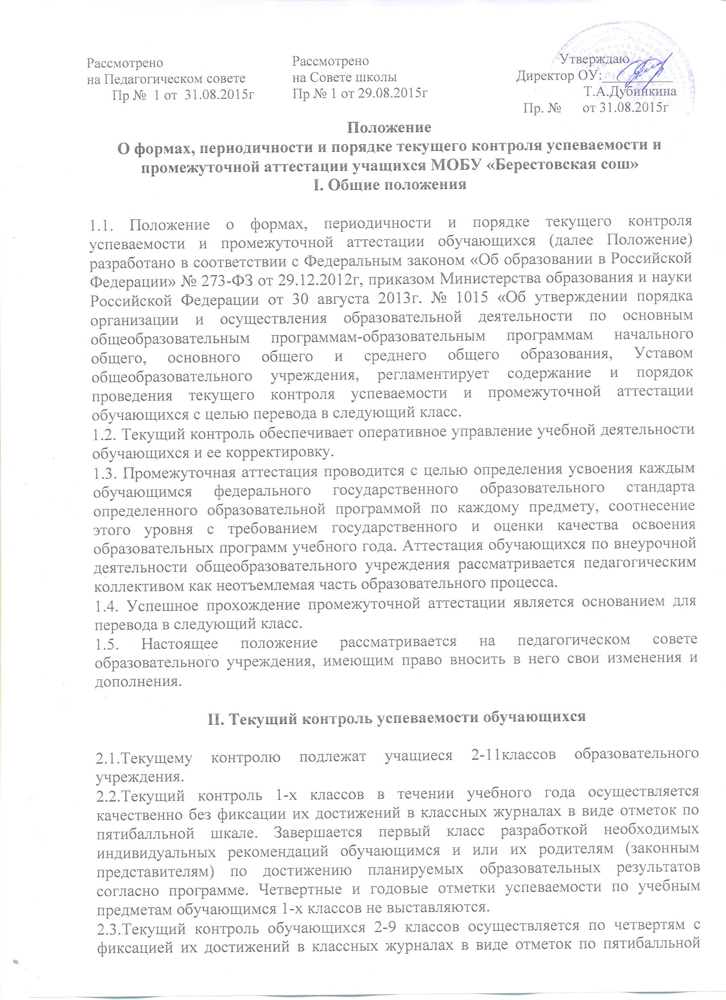 Рассмотрено
на Педагогическом совете
Пр №  1 от  31.08.2015г
Рассмотрено
на Совете школы
Пр № 1 от 29.08.2015г
Утверждаю
Директор ОУ:__________
Т.А.Дубинкина
Пр. №      от 31.08.2015г
Положение
О формах, периодичности и порядке текущего контроля успеваемости и
промежуточной аттестации учащихся МОБУ «Берестовская сош»
I. Общие положения
1.1. Положение о формах, периодичности и порядке текущего контроля
успеваемости и промежуточной аттестации обучающихся (далее Положение)
разработано в соответствии с Федеральным законом «Об образовании в Российской
Федерации» № 273-ФЗ от 29.12.2012г, приказом Министерства образования и науки
Российской Федерации от 30 августа 2013г. № 1015 «Об утверждении порядка
организации и осуществления образовательной деятельности по основным
общеобразовательным программам-образовательным программам начального
общего, основного общего и среднего общего образования, Уставом
общеобразовательного учреждения, регламентирует содержание и порядок
проведения текущего контроля успеваемости и промежуточной аттестации
обучающихся с целью перевода в следующий класс.
1.2. Текущий контроль обеспечивает оперативное управление учебной деятельности
обучающихся и ее корректировку.
1.3. Промежуточная аттестация проводится с целью определения усвоения каждым
обучающимся федерального государственного образовательного стандарта
определенного образовательной программой по каждому предмету, соотнесение
этого уровня с требованием государственного и оценки качества освоения
образовательных программ учебного года. Аттестация обучающихся по внеурочной
деятельности общеобразовательного учреждения рассматривается педагогическим
коллективом как неотъемлемая часть образовательного процесса.
1.4. Успешное прохождение промежуточной аттестации является основанием для
перевода в следующий класс.
1.5. Настоящее положение рассматривается на педагогическом совете
образовательного учреждения, имеющим право вносить в него свои изменения и
дополнения.
II. Текущий контроль успеваемости обучающихся
2.1.Текущему контролю подлежат учащиеся 2-11классов образовательного
учреждения.
2.2.Текущий контроль 1-х классов в течении учебного года осуществляется
качественно без фиксации их достижений в классных журналах в виде отметок по
пятибалльной шкале. Завершается первый класс разработкой необходимых
индивидуальных рекомендаций обучающимся и или их родителям (законным
представителям) по достижению планируемых образовательных результатов
согласно программе. Четвертные и годовые отметки успеваемости по учебным
предметам обучающимся 1-х классов не выставляются.
2.3.Текущий контроль обучающихся 2-9 классов осуществляется по четвертям с
фиксацией их достижений в классных журналах в виде отметок по пятибалльной